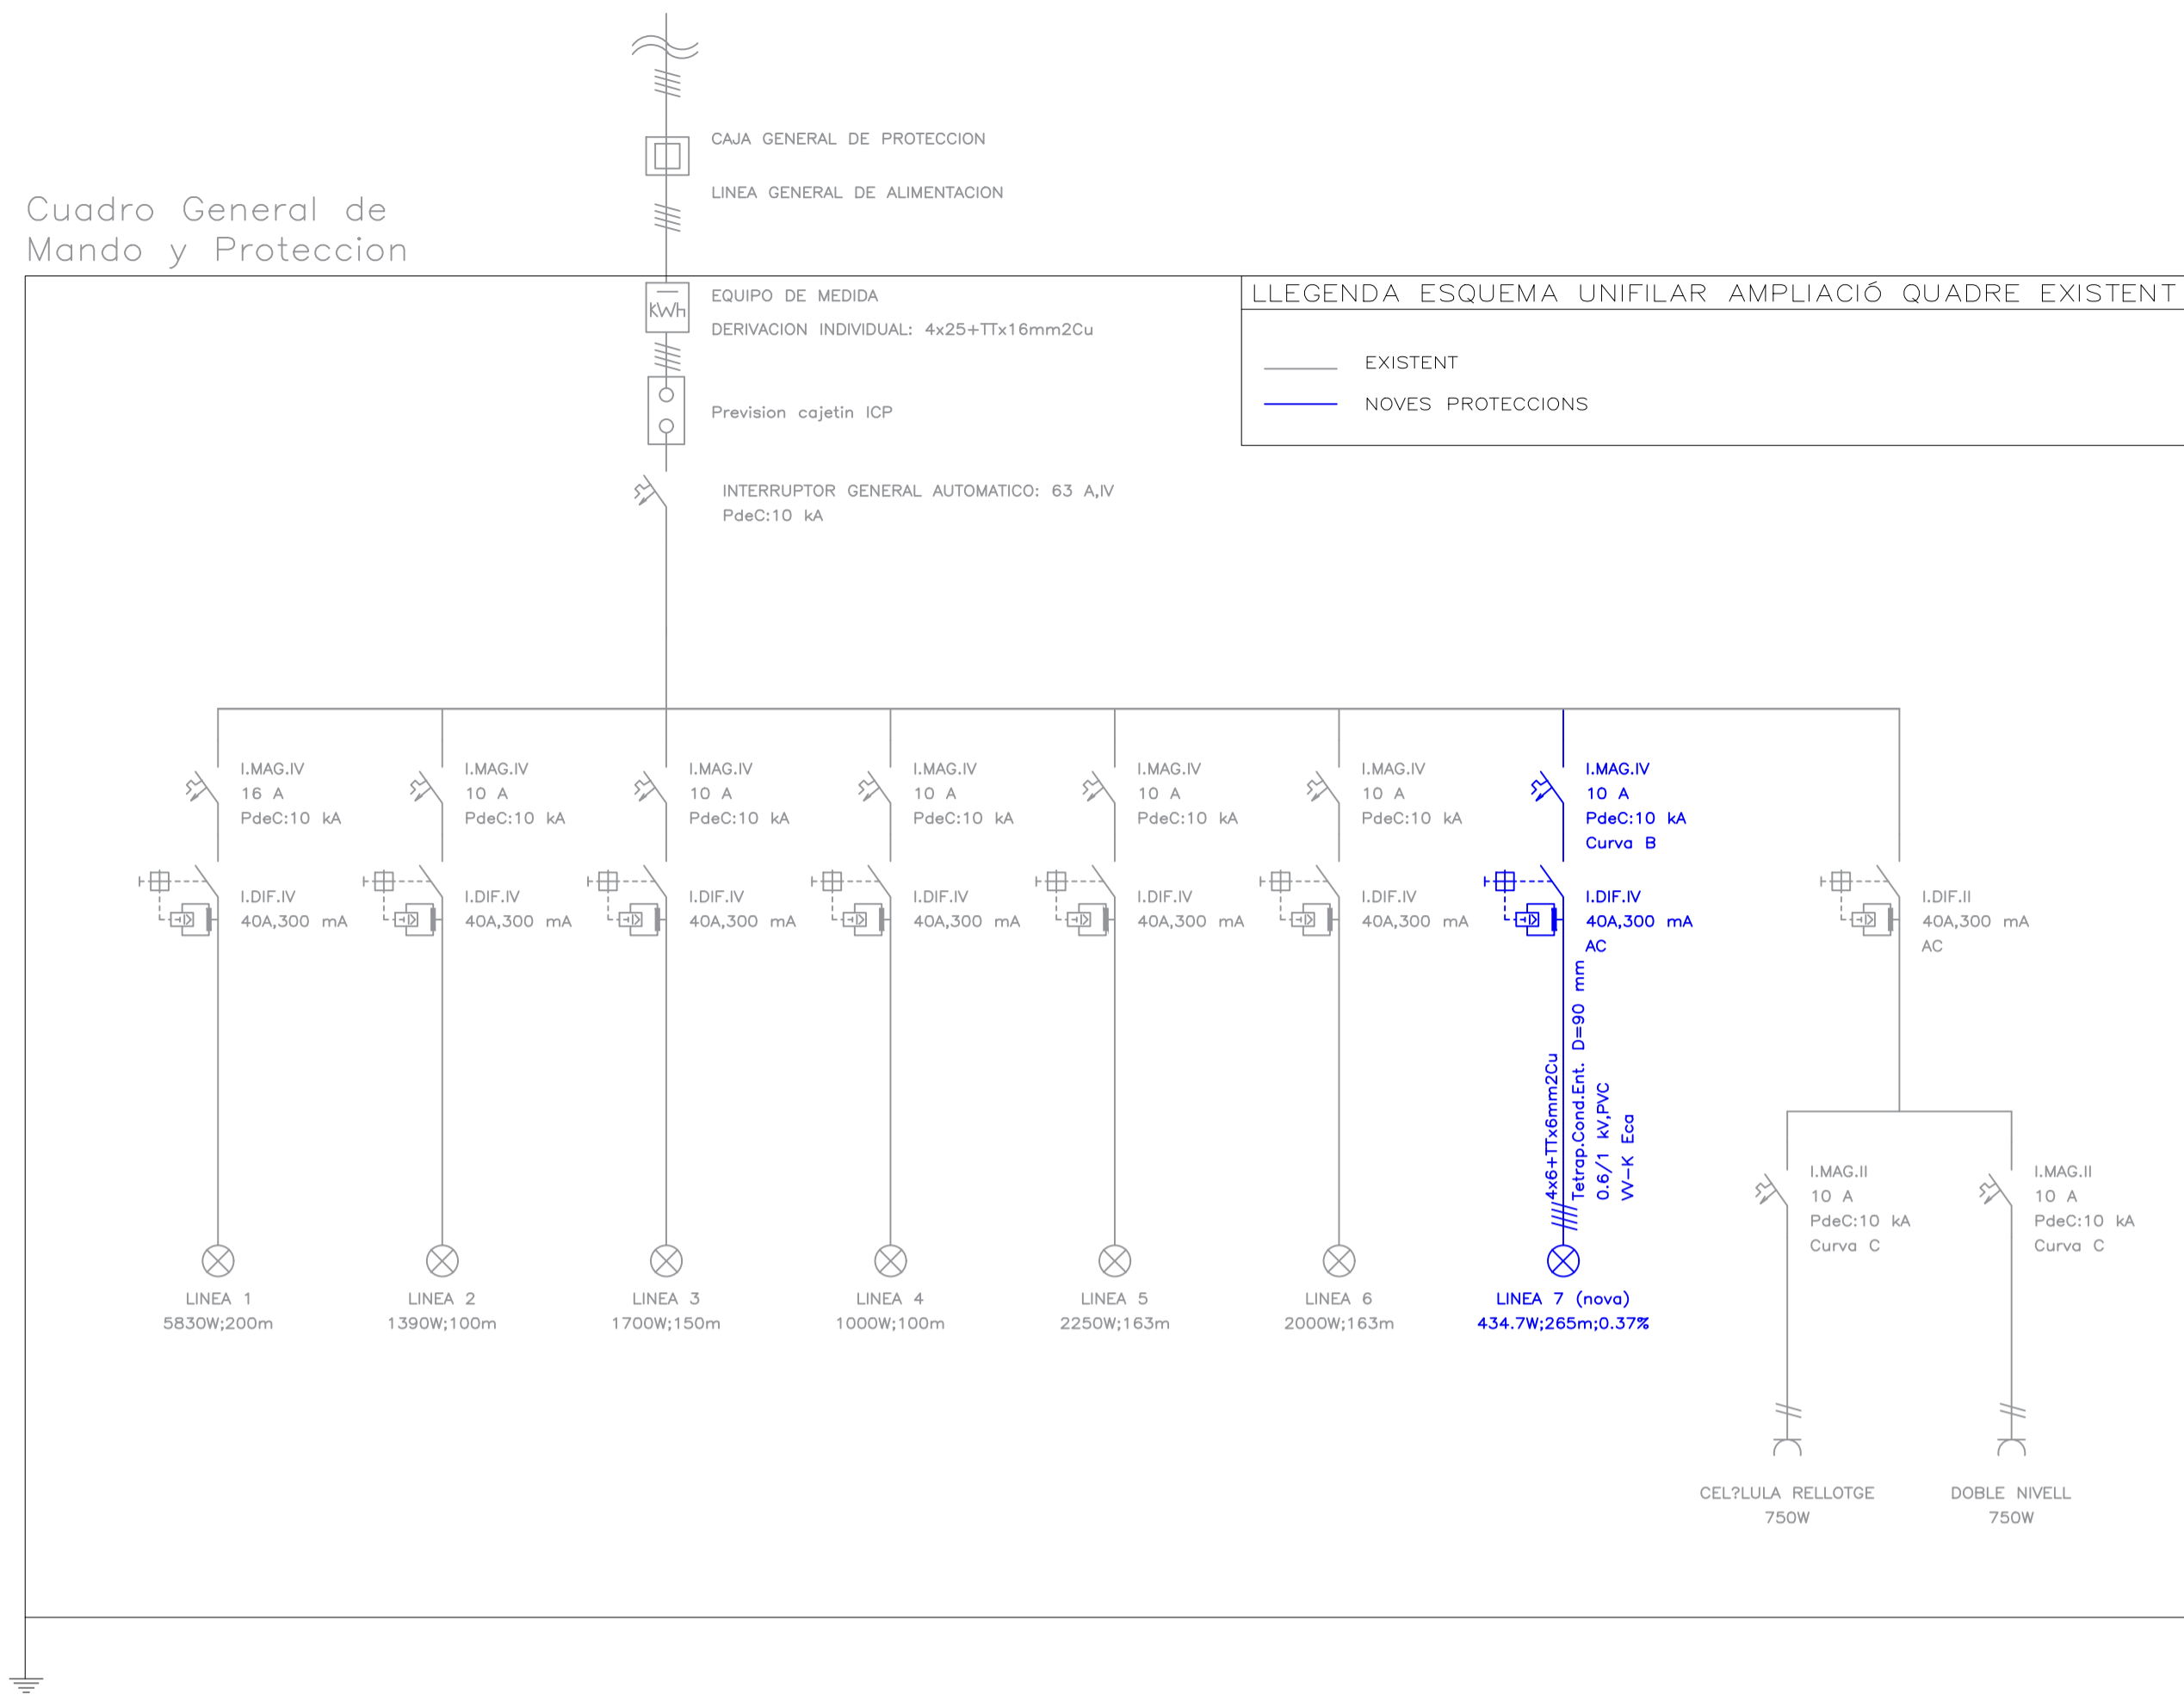 CAJA GENERAL DE PROTECCION
LINEA GENERAL DE ALIMENTACION
Cuadro General de
Mando y Proteccion
KWh
EQUIPO DE MEDIDA
DERIVACION INDIVIDUAL: 4x25+TTx16mm2Cu
Prevision cajetin ICP
INTERRUPTOR GENERAL AUTOMATICO: 63 A,IV
PdeC:10 kA
LLEGENDA ESQUEMA UNIFILAR AMPLIACIÓ QUADRE EXISTENT
EXISTENT
NOVES PROTECCIONS
I.MAG.IV
16 A
PdeC:10 kA
I.DIF.IV
40A,300 mA
LINEA 1
5830W;200m
I.MAG.IV
10 A
PdeC:10 kA
I.DIF.IV
40A,300 mA
LINEA 2
1390W;100m
I.MAG.IV
10 A
PdeC:10 kA
I.DIF.IV
40A,300 mA
LINEA 3
1700W;150m
I.MAG.IV
10 A
PdeC:10 kA
I.DIF.IV
40A,300 mA
LINEA 4
1000W;100m
I.MAG.IV
10 A
PdeC:10 kA
I.DIF.IV
40A,300 mA
LINEA 5
2250W;163m
I.MAG.IV
10 A
PdeC:10 kA
I.DIF.IV
40A,300 mA
LINEA 6
2000W;163m
I.MAG.IV
10 A
PdeC:10 kA
Curva B
I.DIF.IV
40A,300 mA
AC
4x6+TTx6mm2Cu
Tetrap.Cond.Ent. D=90 mm
0.6/1 kV,PVC
VV-K Eca
LINEA 7 (nova)
434.7W;265m;0.37%
I.DIF.II
40A,300 mA
AC
I.MAG.II
10 A
PdeC:10 kA
Curva C
CEL?LULA RELLOTGE
750W
I.MAG.II
10 A
PdeC:10 kA
Curva C
DOBLE NIVELL
750W